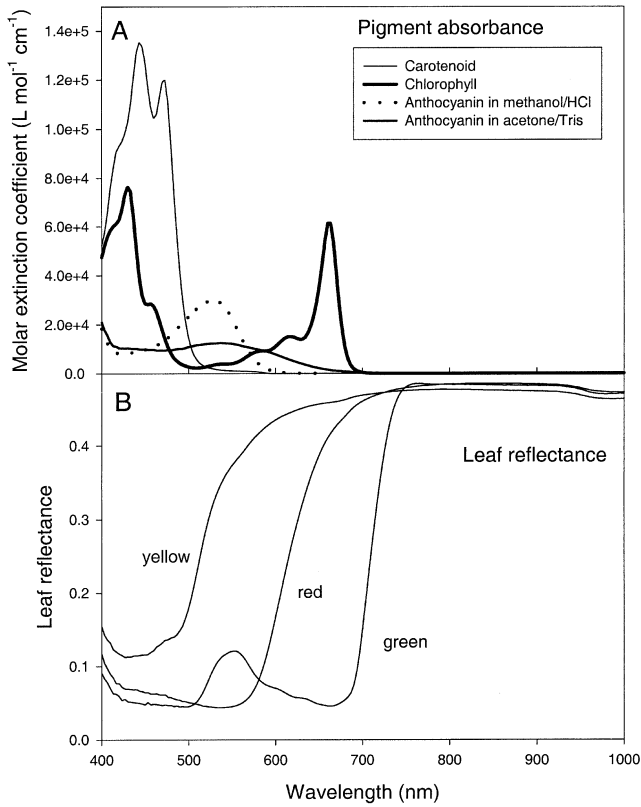 A
Pigment absorbance
Carotenoid
Chlorophyll
Anthocyanin in methanol/HCl
Anthocyanin in acetone/Tris
Molar extinction coefficient (L mol⁻¹ cm⁻¹)
1.4e+5
1.2e+5
1.0e+5
8.0e+4
6.0e+4
4.0e+4
2.0e+4
0.0
B
Leaf reflectance
Leaf reflectance
0.4
0.3
0.2
0.1
0.0
yellow
red
green
400 500 600 700 800 900 1000
Wavelength (nm)